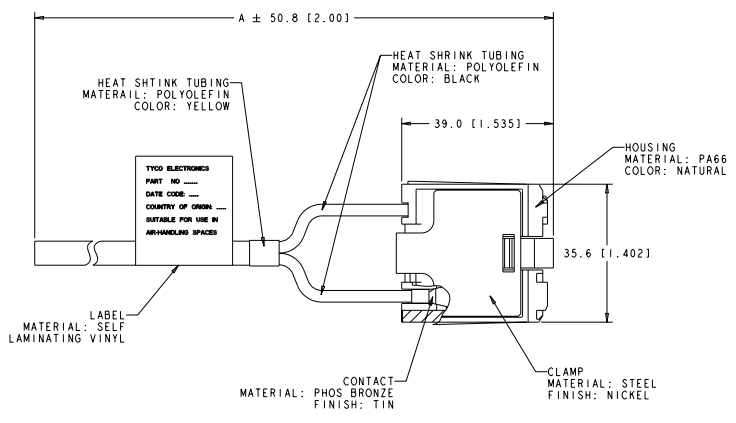 A ± 50.8 [2.00]
HEAT SHRINK TUBING
MATERIAL: POLYOLEFIN
COLOR: BLACK
HEAT SHTINK TUBING
MATERAIL: POLYOLEFIN
COLOR: YELLOW
39.0 [1.535]
HOUSING
MATERIAL: PA66
COLOR: NATURAL
TYCO ELECTRONICS
PART NO ......
DATE CODE: ....
COUNTRY OF ORIGIN: ....
SUITABLE FOR USE IN
AIR-HANDLING SPACES
35.6 [1.402]
LABEL
MATERIAL: SELF
LAMINATING VINYL
CONTACT
MATERIAL: PHOS BRONZE
FINISH: TIN
CLAMP
MATERIAL: STEEL
FINISH: NICKEL